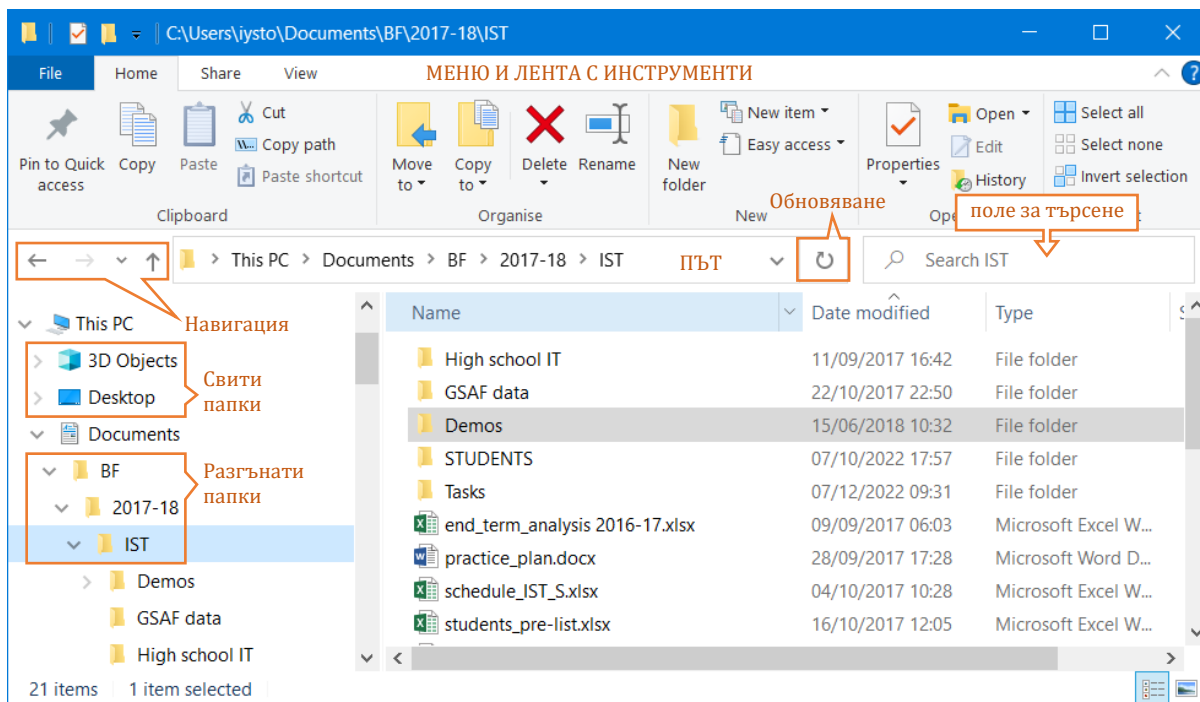 C:\Users\iysto\Documents\BF\2017-18\IST
File Home Share View МЕНЮ И ЛЕНТА С ИНСТРУМЕНТИ ?
Pin to Quick access
Copy
Paste
Cut
Copy path
Paste shortcut
Clipboard
Move to
Copy to
Delete
Rename
Organise
New folder
New item
Easy access
New
Properties
Open
Edit
History
Select all
Select none
Invert selection
Обновяване
поле за търсене
This PC > Documents > BF > 2017-18 > IST
ПЪТ
Search IST
Навигация
This PC
3D Objects
Desktop
Свити
папки
Documents
BF
2017-18
IST
Разгънати
папки
Demos
GSAF data
High school IT
Name Date modified Type
High school IT 11/09/2017 16:42 File folder
GSAF data 22/10/2017 22:50 File folder
Demos 15/06/2018 10:32 File folder
STUDENTS 07/10/2022 17:57 File folder
Tasks 07/12/2022 09:31 File folder
end_term_analysis 2016-17.xlsx 09/09/2017 06:03 Microsoft Excel W...
practice_plan.docx 28/09/2017 17:28 Microsoft Word D...
schedule_IST_S.xlsx 04/10/2017 10:28 Microsoft Excel W...
students_pre-list.xlsx 16/10/2017 12:05 Microsoft Excel W...
21 items 1 item selected